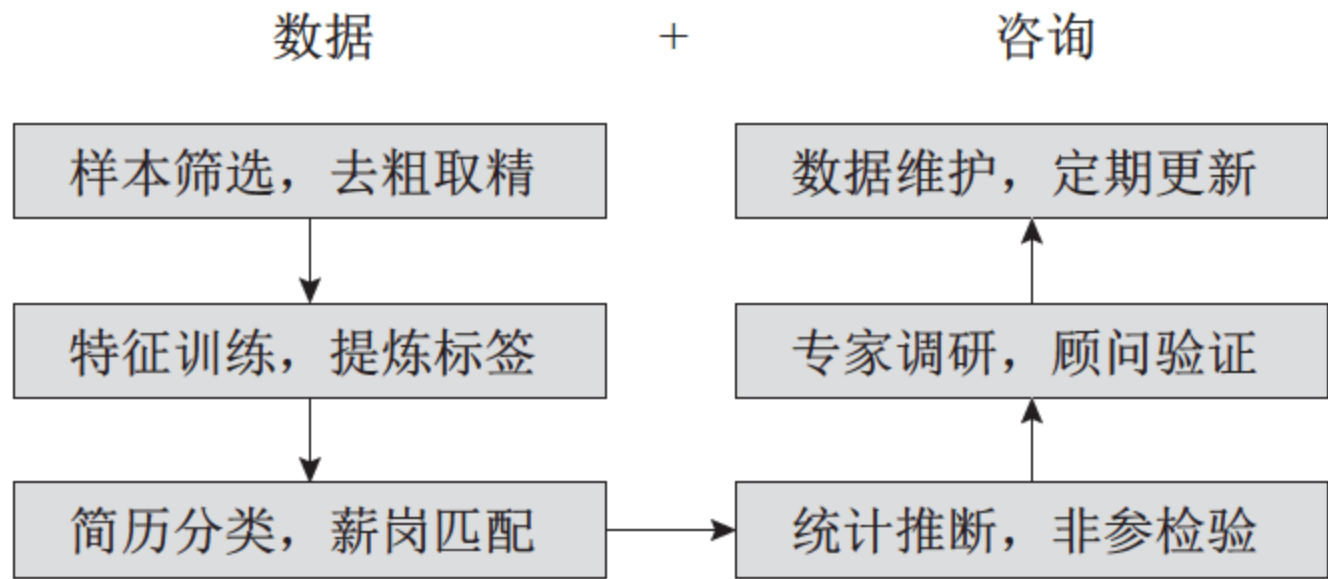 数据 + 咨询
样本筛选，去粗取精
特征训练，提炼标签
简历分类，薪岗匹配
统计推断，非参检验
专家调研，顾问验证
数据维护，定期更新